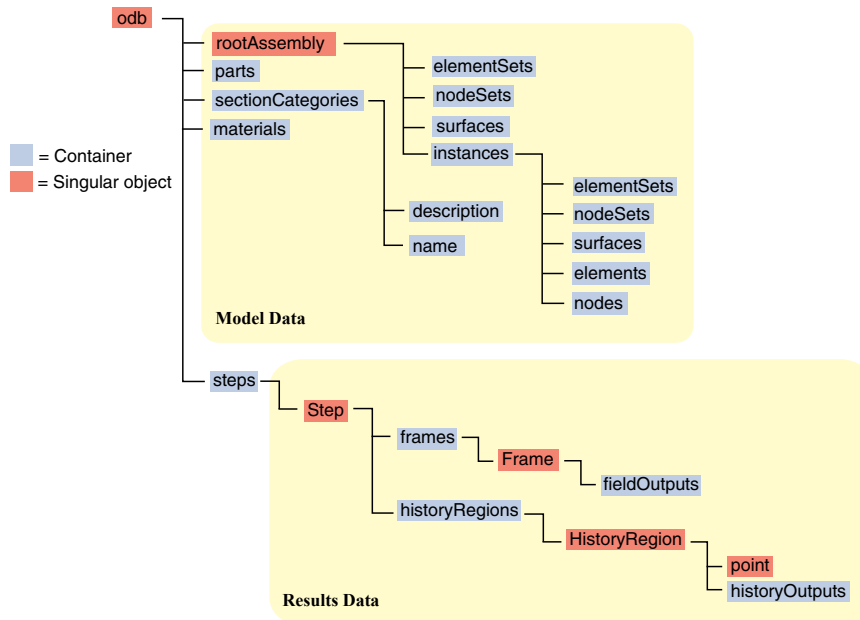 odb
rootAssembly
parts
sectionCategories
materials
elementSets
nodeSets
surfaces
instances
= Container
= Singular object
elementSets
nodeSets
surfaces
elements
nodes
description
name
Model Data
steps
Step
frames
Frame
fieldOutputs
historyRegions
HistoryRegion
point
historyOutputs
Results Data